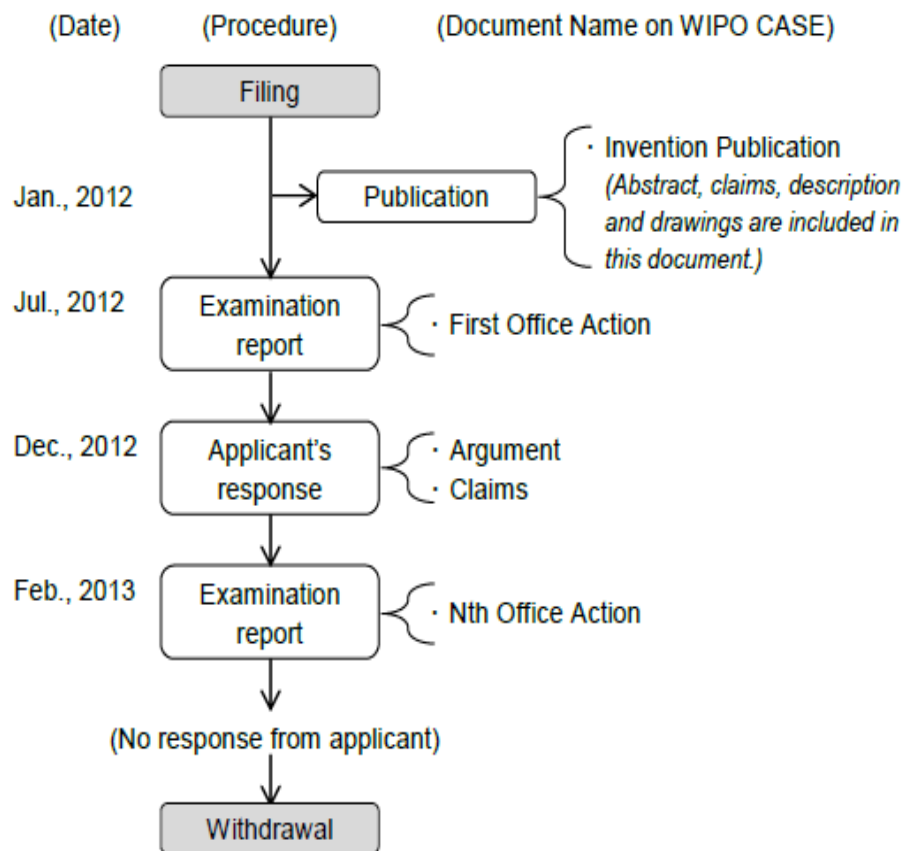 (Date) (Procedure) (Document Name on WIPO CASE)
Filing
· Invention Publication
Jan., 2012 Publication (Abstract, claims, description
and drawings are included in
this document.)
Jul., 2012 Examination
report · First Office Action
Dec., 2012 Applicant's · Argument
response · Claims
Feb., 2013 Examination
report · Nth Office Action
(No response from applicant)
Withdrawal